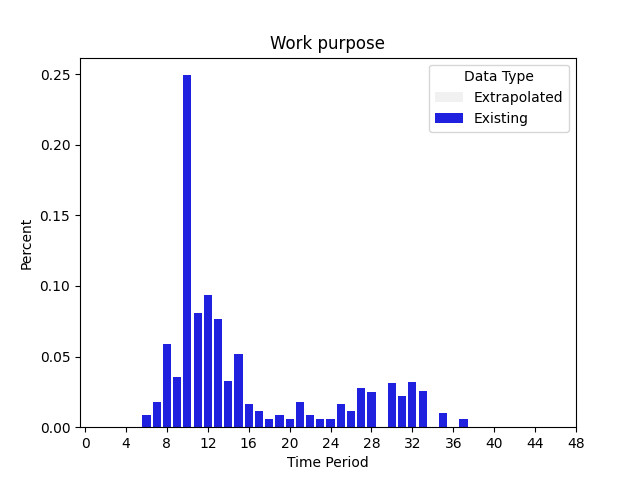 Work purpose
Data Type
Extrapolated
Existing
0.25
0.20
0.15
0.10
0.05
0.00
Percent
0 4 8 12 16 20 24 28 32 36 40 44 48
Time Period